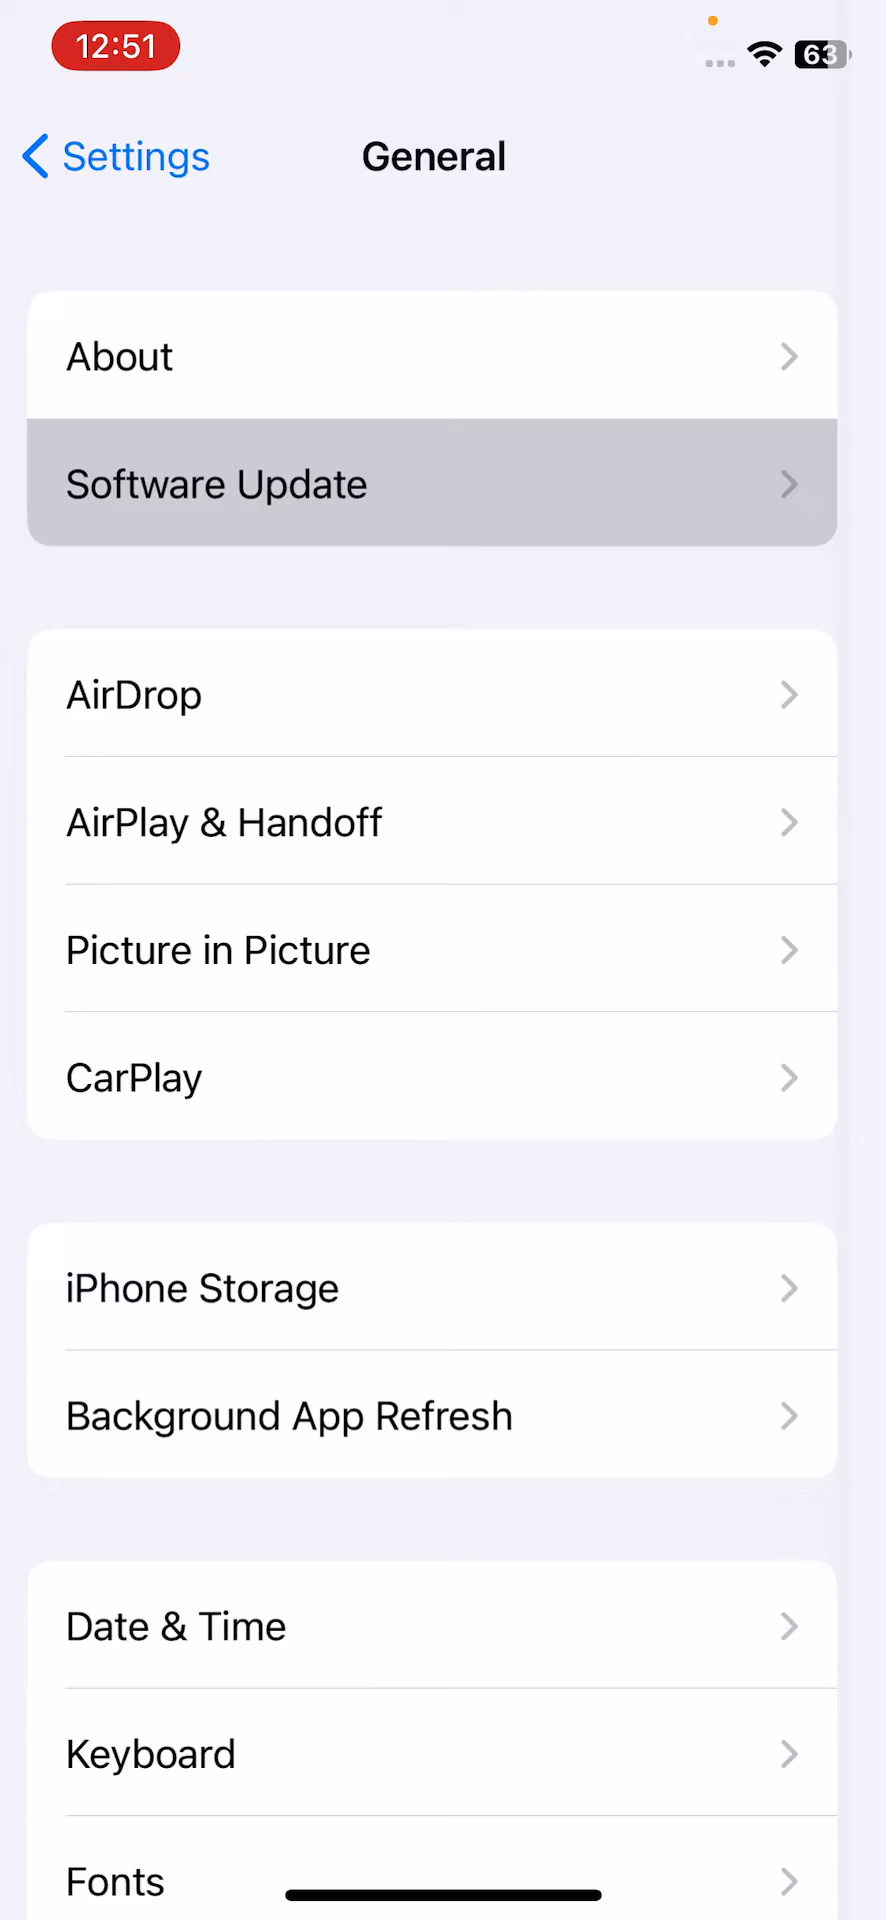 12:51
63
Settings
General
About
Software Update
AirDrop
AirPlay & Handoff
Picture in Picture
CarPlay
iPhone Storage
Background App Refresh
Date & Time
Keyboard
Fonts